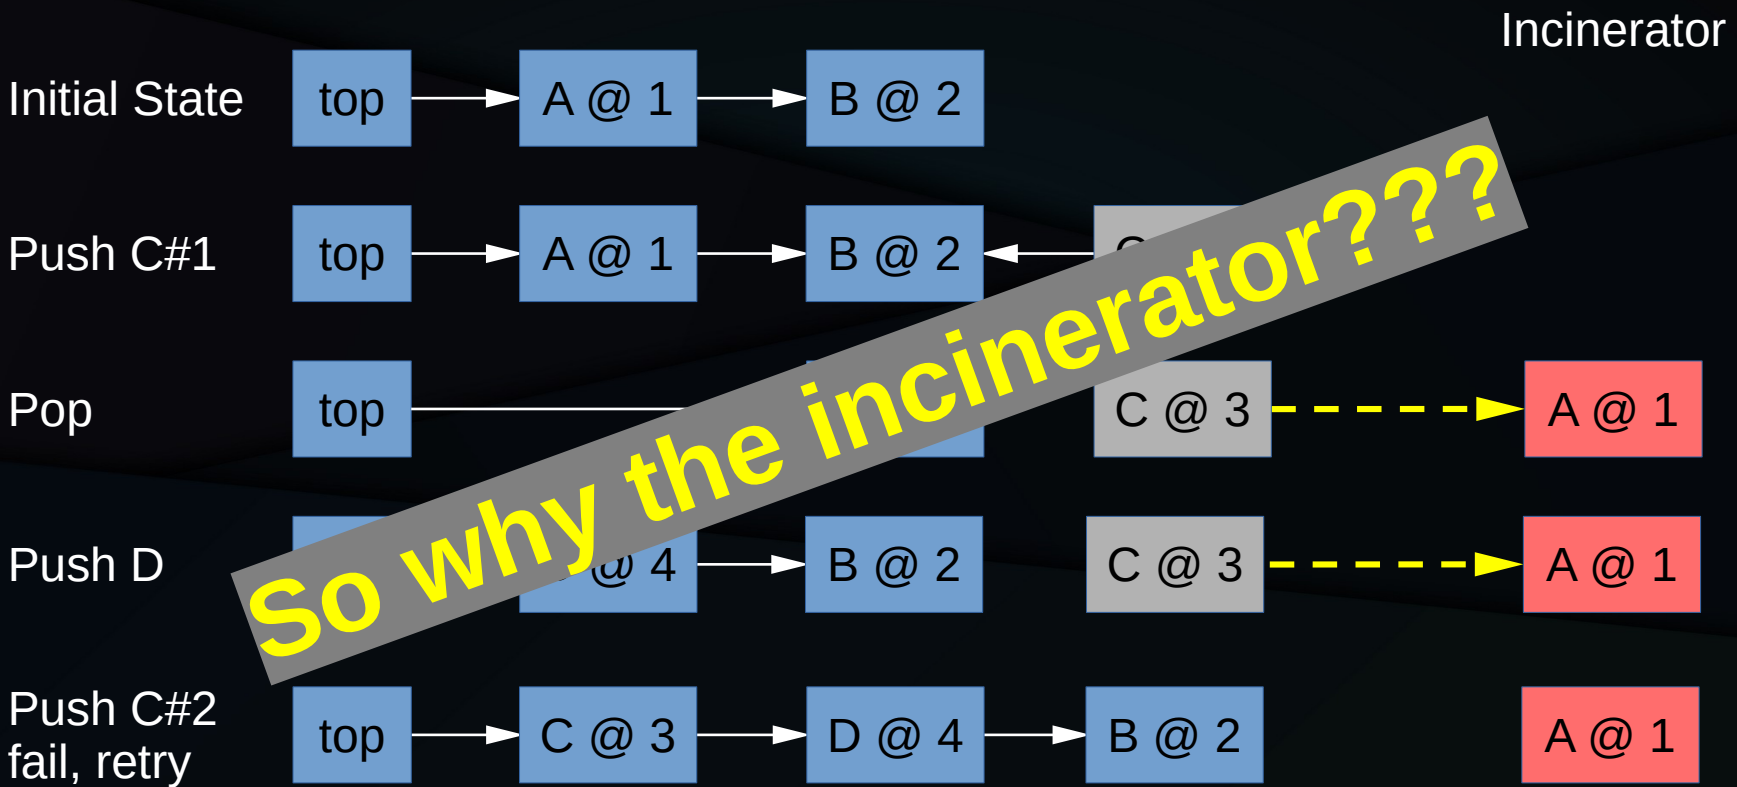 Incinerator
Initial State top A @ 1 B @ 2
Push C#1 top A @ 1 B @ 2
Pop top C @ 3 A @ 1
Push D @ 4 B @ 2 C @ 3 A @ 1
Push C#2
fail, retry top C @ 3 D @ 4 B @ 2 A @ 1
So why the incinerator???